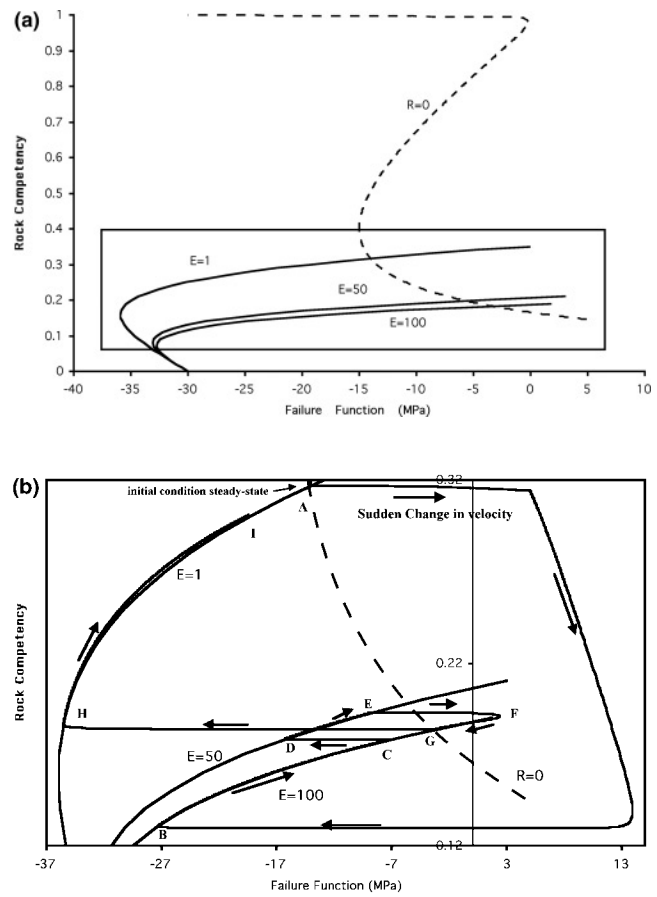 (a)
1
0.9
0.8
0.7
0.6
0.5
0.4
0.3
0.2
0.1
0
Rock Competency
R=0
E=1
E=50
E=100
-40 -35 -30 -25 -20 -15 -10 -5 0 5 10
Failure Function (MPa)
(b)
initial condition steady-state
0.32
A
Sudden Change in velocity
I
E=1
0.22
H
E
F
D
C
G
E=50
E=100
R=0
B
0.12
Rock Competency
-37 -27 -17 -7 3 13
Failure Function (MPa)